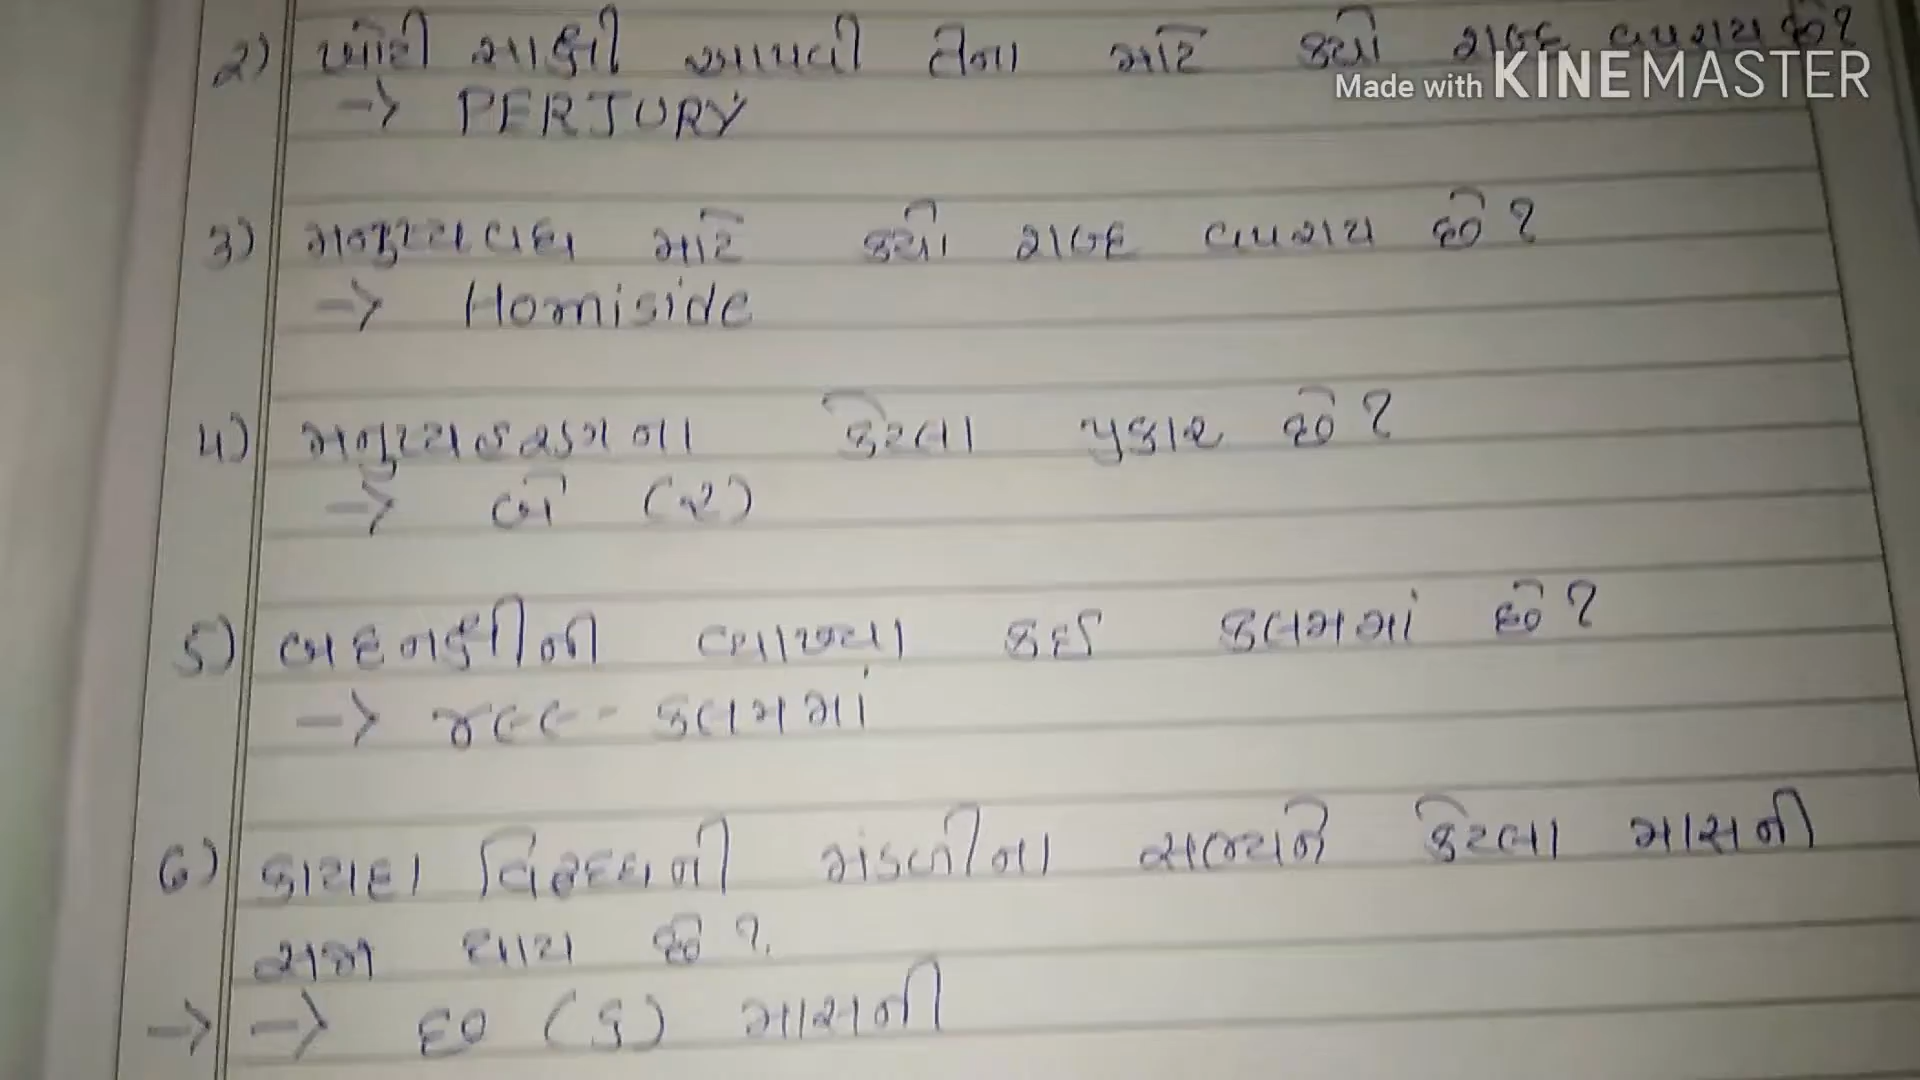 2) ખોટી સાક્ષી આપવી તેના માટે કયો શબ્દ વપરાય છે?
Made with KINEMASTER
→ PERJURY
3) મનુષ્યવધ માટે કયો શબ્દ વપરાય છે?
→ Homiside
4) મનુષ્યહરણના કેટલા પ્રકાર છે?
→ બે (૨)
5) બદનક્ષીની વ્યાખ્યા કઈ કલમમાં છે?
→ ૪૯૯- કલમમાં
6) કાયદા વિરુદ્ધની મંડળીના સભ્યને કેટલા માસની
સજા થાય છે?
→ → છ (૬) માસની